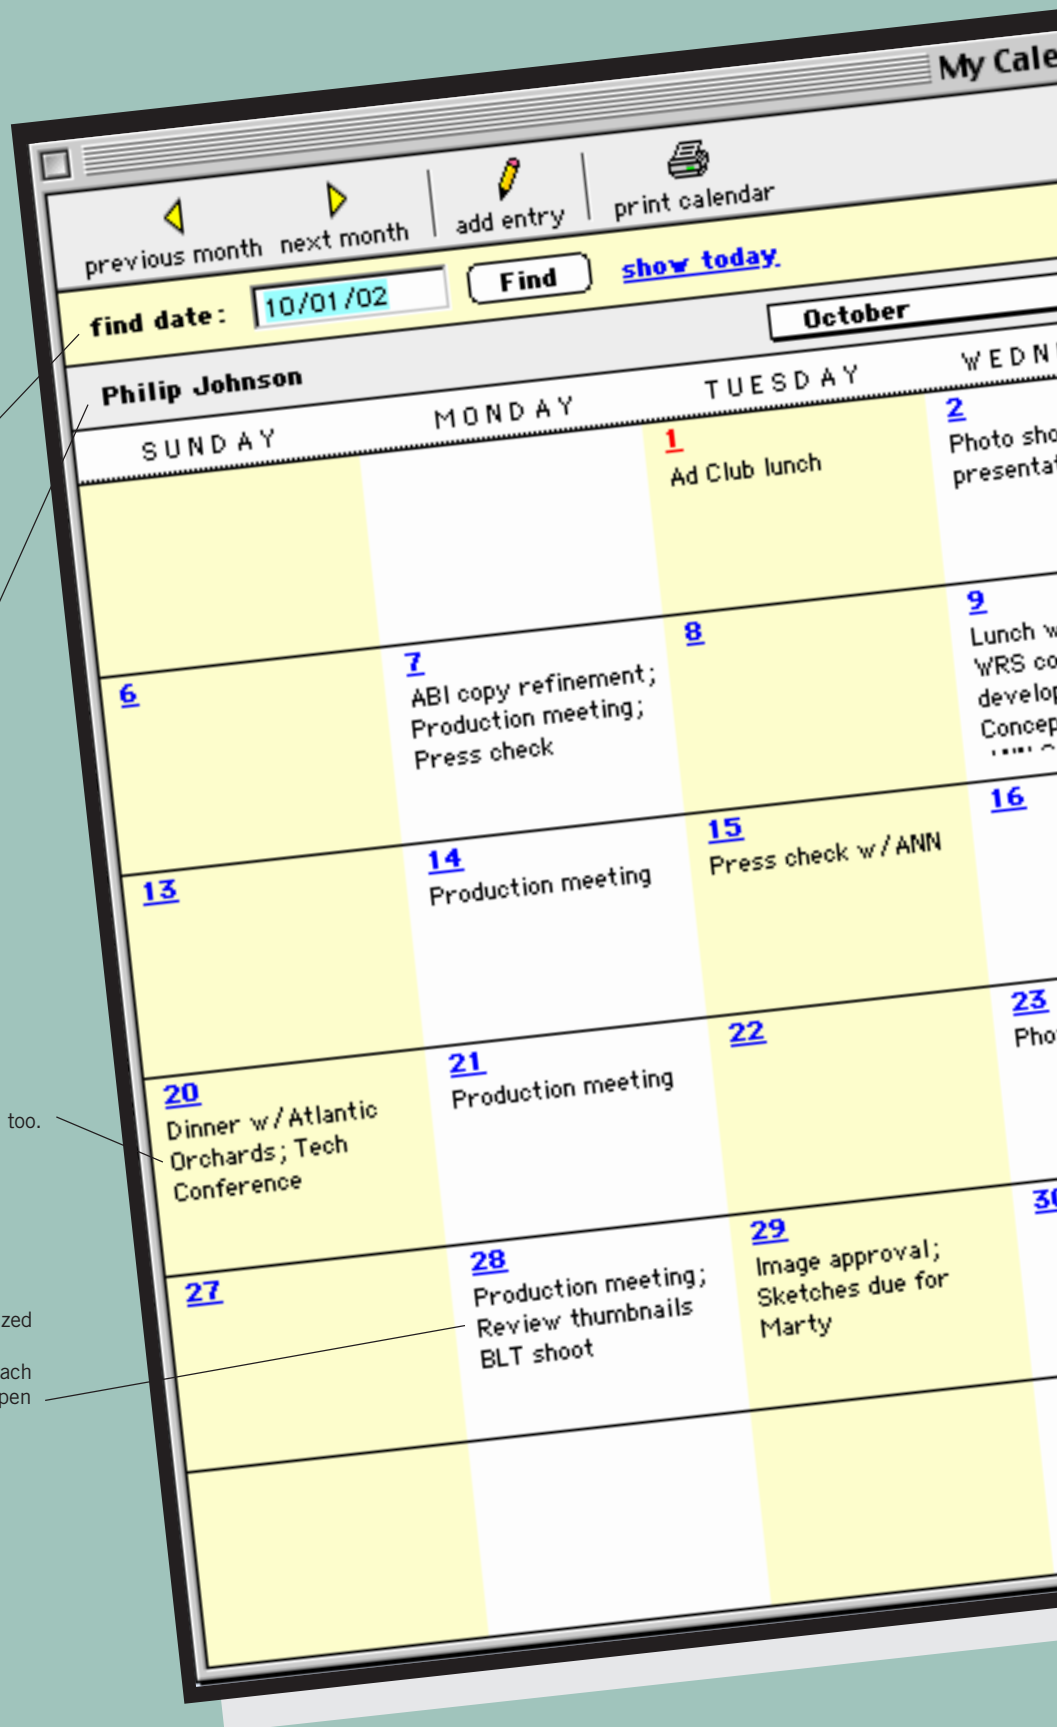 My Cale
previous month next month add entry print calendar
find date: 10/01/02 Find show today
October
Philip Johnson
SUNDAY MONDAY TUESDAY WEDN
1
Ad Club lunch
2
Photo sho
presentat
6
7
ABI copy refinement;
Production meeting;
Press check
8
9
Lunch w
WRS co
develop
Concep
13
14
Production meeting
15
Press check w/ANN
16
20
Dinner w/Atlantic
Orchards; Tech
Conference
21
Production meeting
22
23
Pho
27
28
Production meeting;
Review thumbnails
BLT shoot
29
Image approval;
Sketches due for
Marty
30
too.
zed
ach
pen